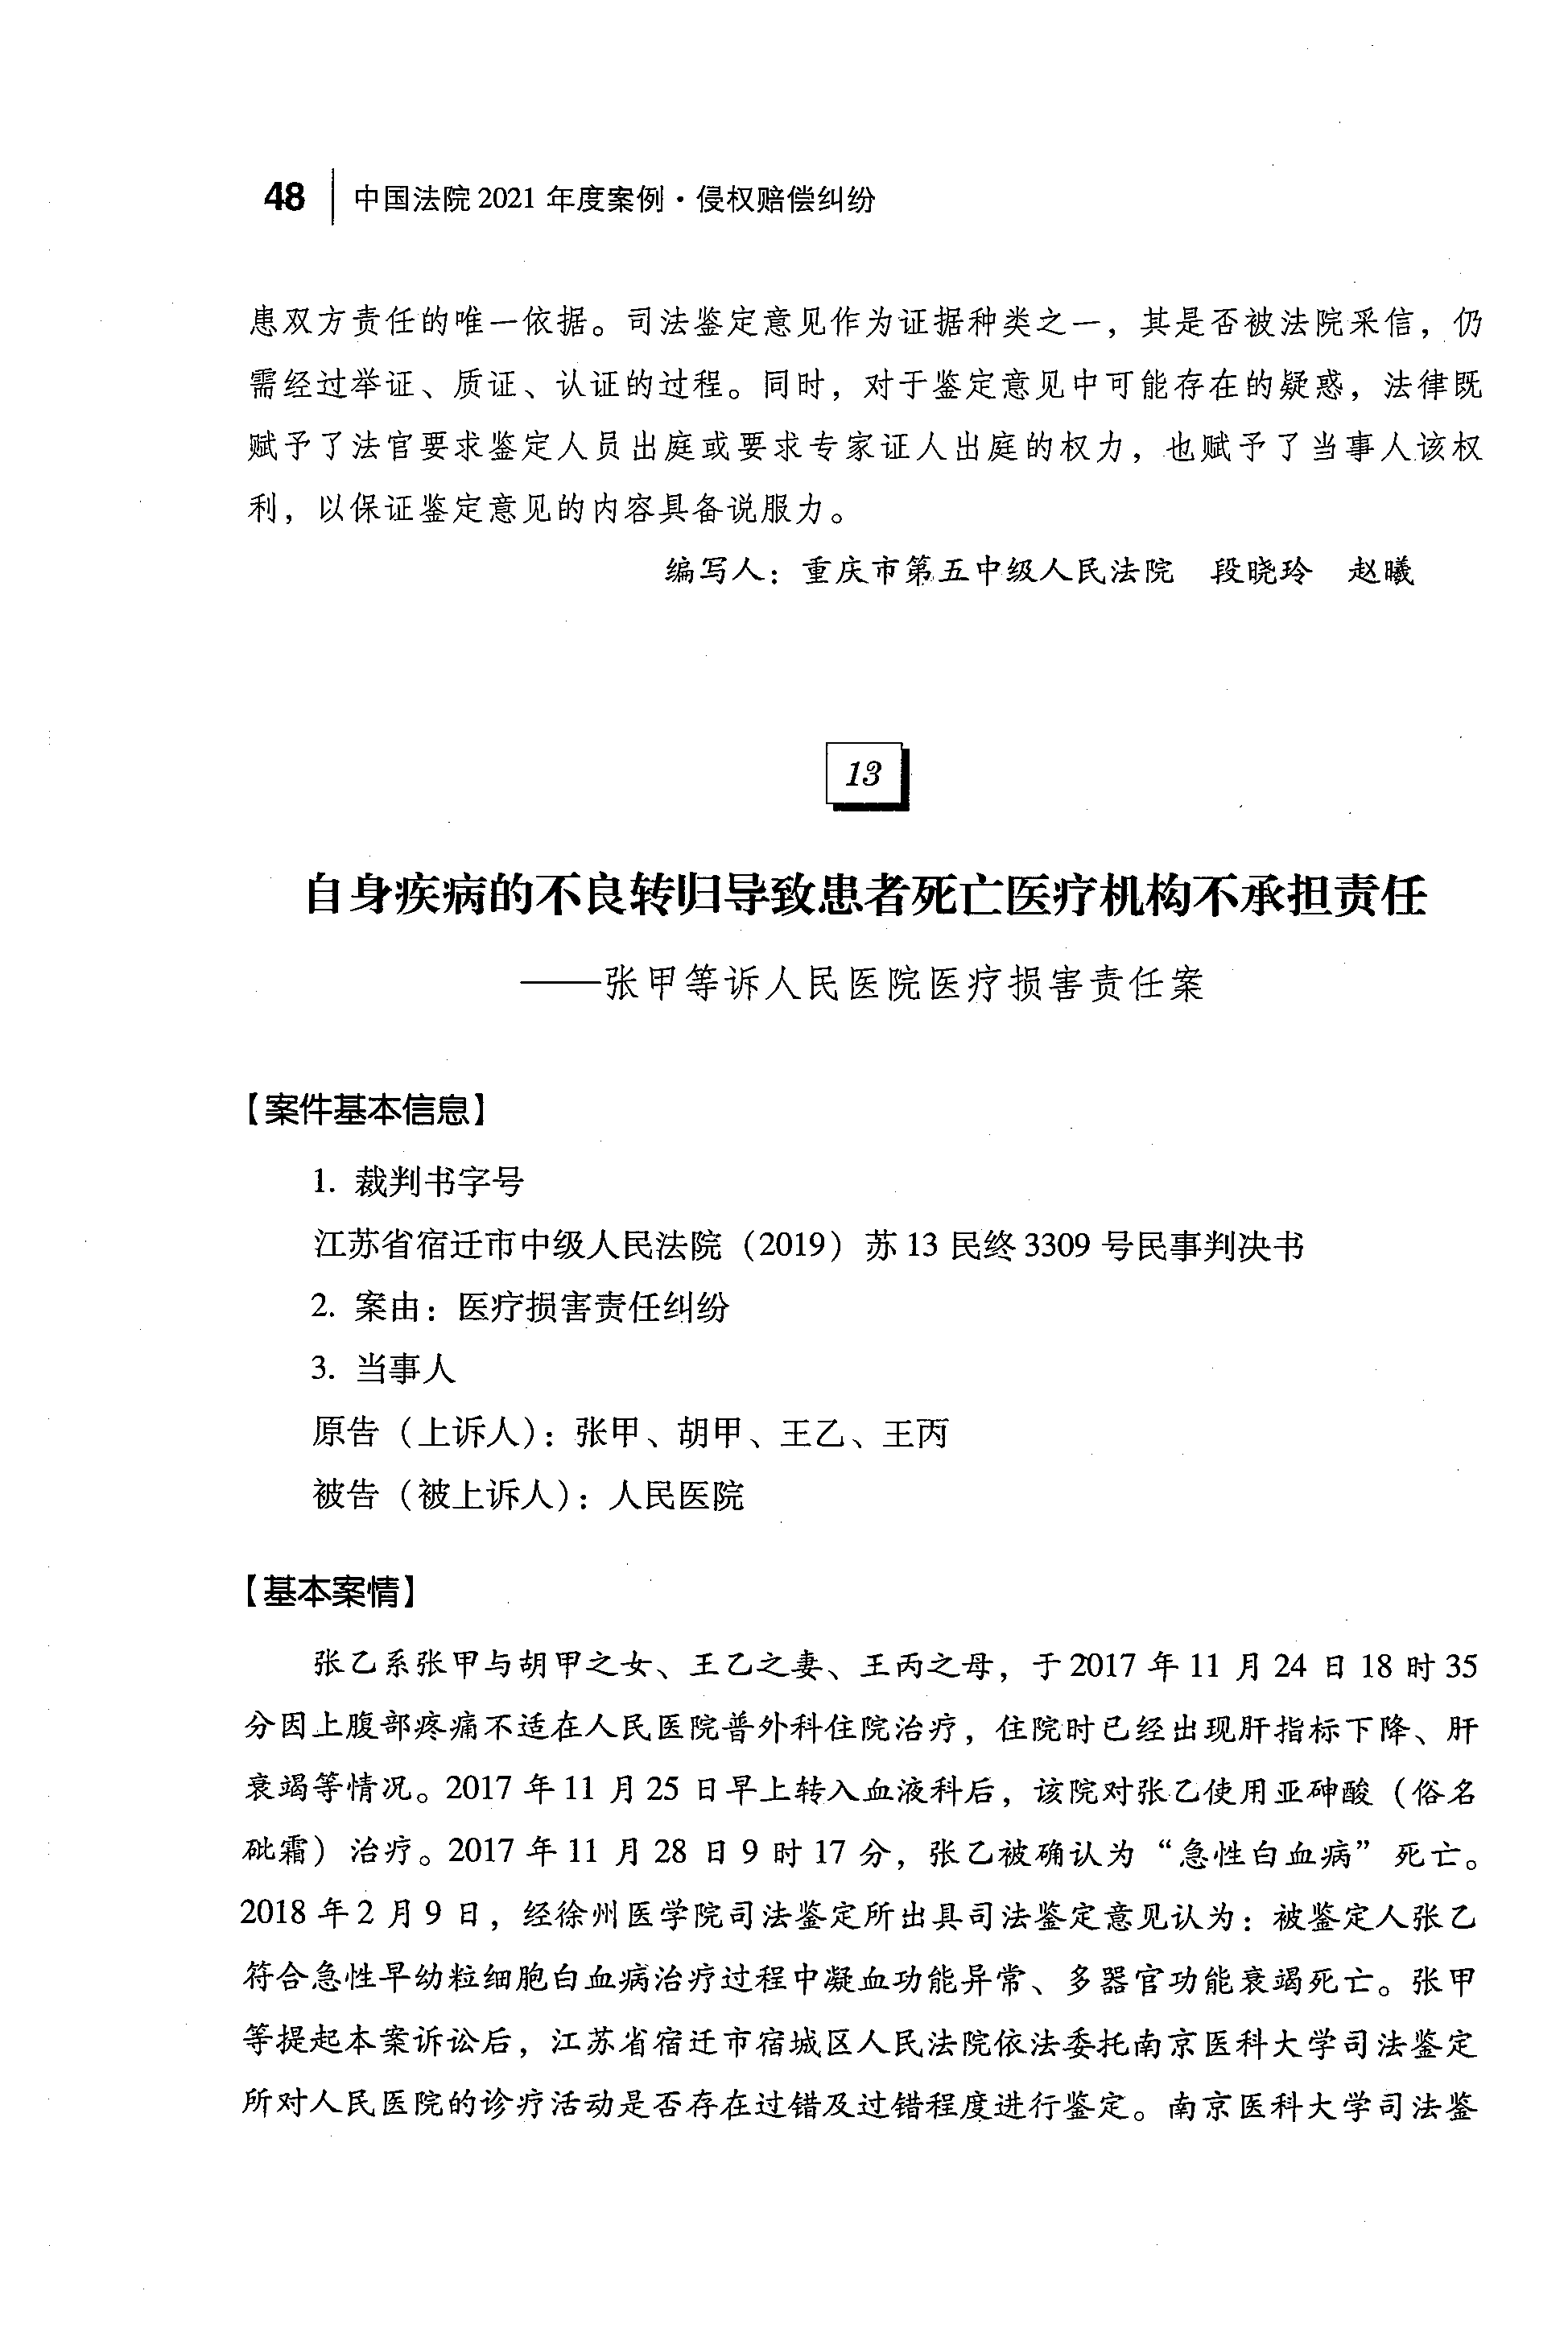 48 中国法院2021年度案例·侵权赔偿纠纷
患双方责任的唯一依据。司法鉴定意见作为证据种类之一，其是否被法院采信，仍
需经过举证、质证、认证的过程。同时，对于鉴定意见中可能存在的疑惑，法律既
赋予了法官要求鉴定人员出庭或要求专家证人出庭的权力，也赋予了当事人该权
利，以保证鉴定意见的内容具备说服力。
编写人：重庆市第五中级人民法院　段晓玲　赵曦
13
自身疾病的不良转归导致患者死亡医疗机构不承担责任
——张甲等诉人民医院医疗损害责任案
【案件基本信息】
1. 裁判书字号
江苏省宿迁市中级人民法院（2019）苏13民终3309号民事判决书
2. 案由：医疗损害责任纠纷
3. 当事人
原告（上诉人）：张甲、胡甲、王乙、王丙
被告（被上诉人）：人民医院
【基本案情】
张乙系张甲与胡甲之女、王乙之妻、王丙之母，于2017年11月24日18时35
分因上腹部疼痛不适在人民医院普外科住院治疗，住院时已经出现肝指标下降、肝
衰竭等情况。2017年11月25日早上转入血液科后，该院对张乙使用亚砷酸（俗名
砒霜）治疗。2017年11月28日9时17分，张乙被确认为“急性白血病”死亡。
2018年2月9日，经徐州医学院司法鉴定所出具司法鉴定意见认为：被鉴定人张乙
符合急性早幼粒细胞白血病治疗过程中凝血功能异常、多器官功能衰竭死亡。张甲
等提起本案诉讼后，江苏省宿迁市宿城区人民法院依法委托南京医科大学司法鉴定
所对人民医院的诊疗活动是否存在过错及过错程度进行鉴定。南京医科大学司法鉴